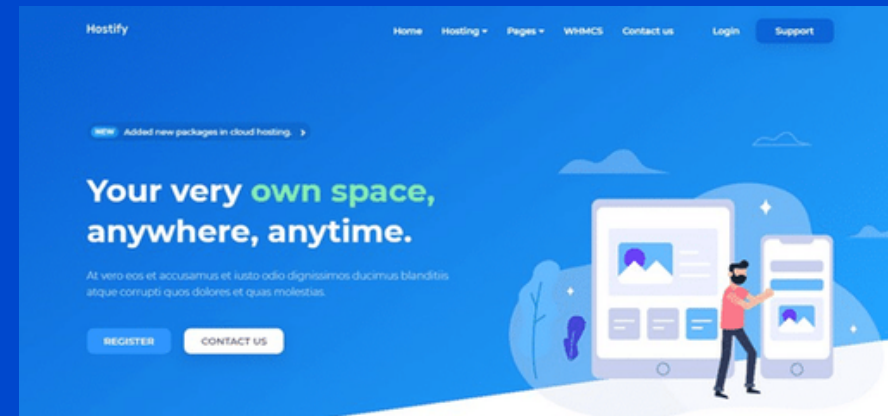 Hostify
Home Hosting Pages WHMCS Contact us Login Support
NEW Added new packages in cloud hosting.
Your very own space,
anywhere, anytime.
At vero eos et accusamus et iusto odio dignissimos ducimus blanditiis
atque corrupti quos dolores et quas molestias.
REGISTER CONTACT US